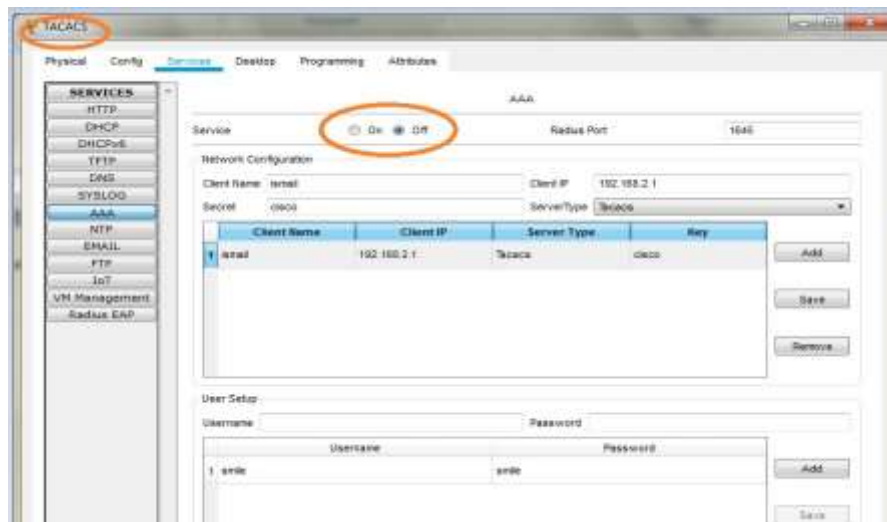 TACACS
Physical Config Services Desktop Programming Attributes
SERVICES
HTTP
DHCP
DHCPv6
TFTP
DNS
SYSLOG
AAA
NTP
EMAIL
FTP
IoT
VM Management
Radius EAP
AAA
Service On Off Radius Port 1645
Network Configuration
Client Name ismail Client IP 192.168.2.1
Secret cisco ServerType Tacacs
Client Name Client IP Server Type Key
1 ismail 192.168.2.1 Tacacs cisco
Add
Save
Remove
User Setup
Username Password
Username Password
1 smile smile
Add
Save